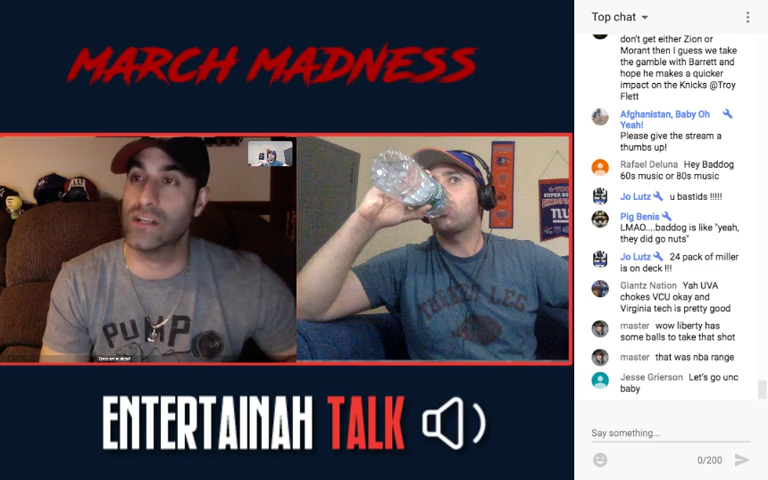 MARCH MADNESS
PUMP
TURKEY LEG
NU
ENTERTAINAH TALK
Top chat
don't get either Zion or
Morant then I guess we take
the gamble with Barrett and
hope he makes a quicker
impact on the Knicks @Troy
Flett
Afghanistan, Baby Oh
Yeah!
Please give the stream a
thumbs up!
Rafael Deluna Hey Baddog
60s music or 80s music
Jo Lutz u bastids !!!!!
Pig Benis
LMAO....baddog is like "yeah,
they did go nuts"
Jo Lutz 24 pack of miller
is on deck !!!
Giantz Nation Yah UVA
chokes VCU okay and
Virginia tech is pretty good
master wow liberty has
some balls to take that shot
master that was nba range
Jesse Grierson Let's go unc
baby
Say something...
0/200